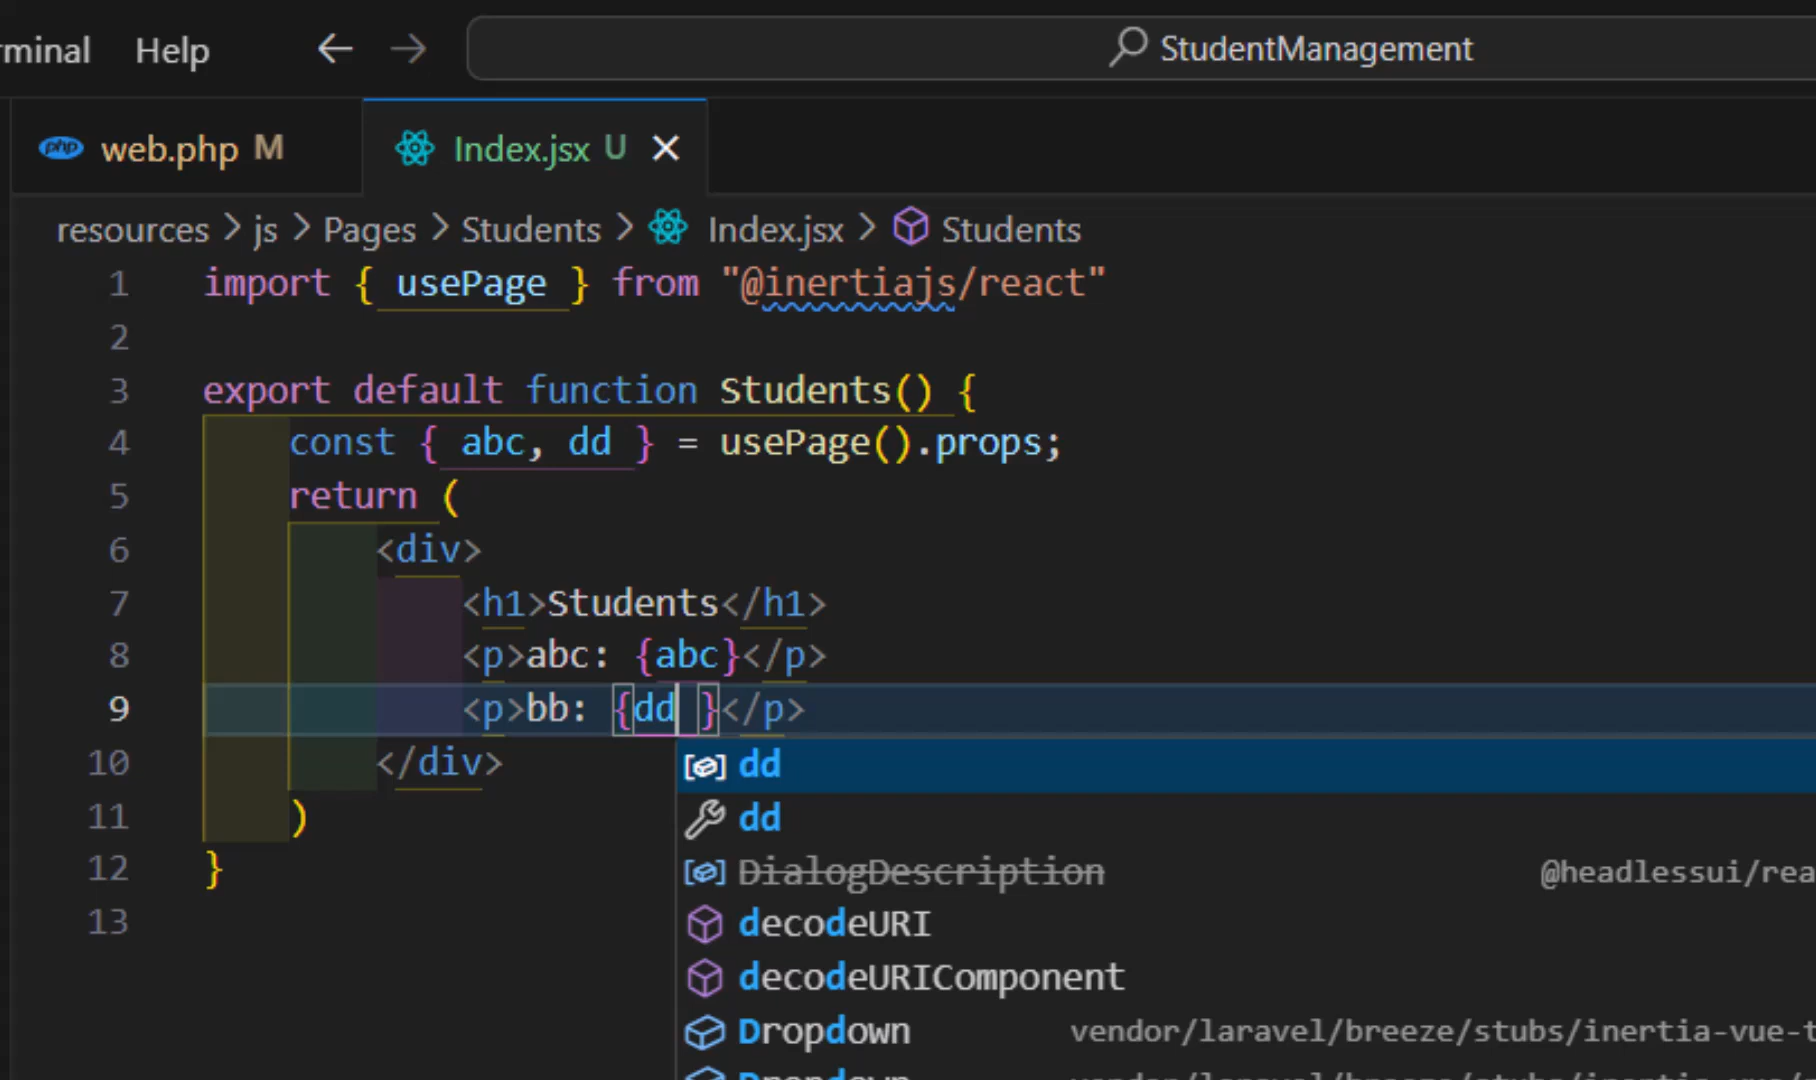 rminal Help StudentManagement
php web.php M Index.jsx U
resources > js > Pages > Students > Index.jsx > Students
1 import { usePage } from "@inertiajs/react"
2
3 export default function Students() {
4 const { abc, dd } = usePage().props;
5 return (
6 <div>
7 <h1>Students</h1>
8 <p>abc: {abc}</p>
9 <p>bb: {dd }</p>
10 </div>
11 )
12 }
13
dd
dd
DialogDescription @headlessui/rea
decodeURI
decodeURIComponent
Dropdown vendor/laravel/breeze/stubs/inertia-vue-t